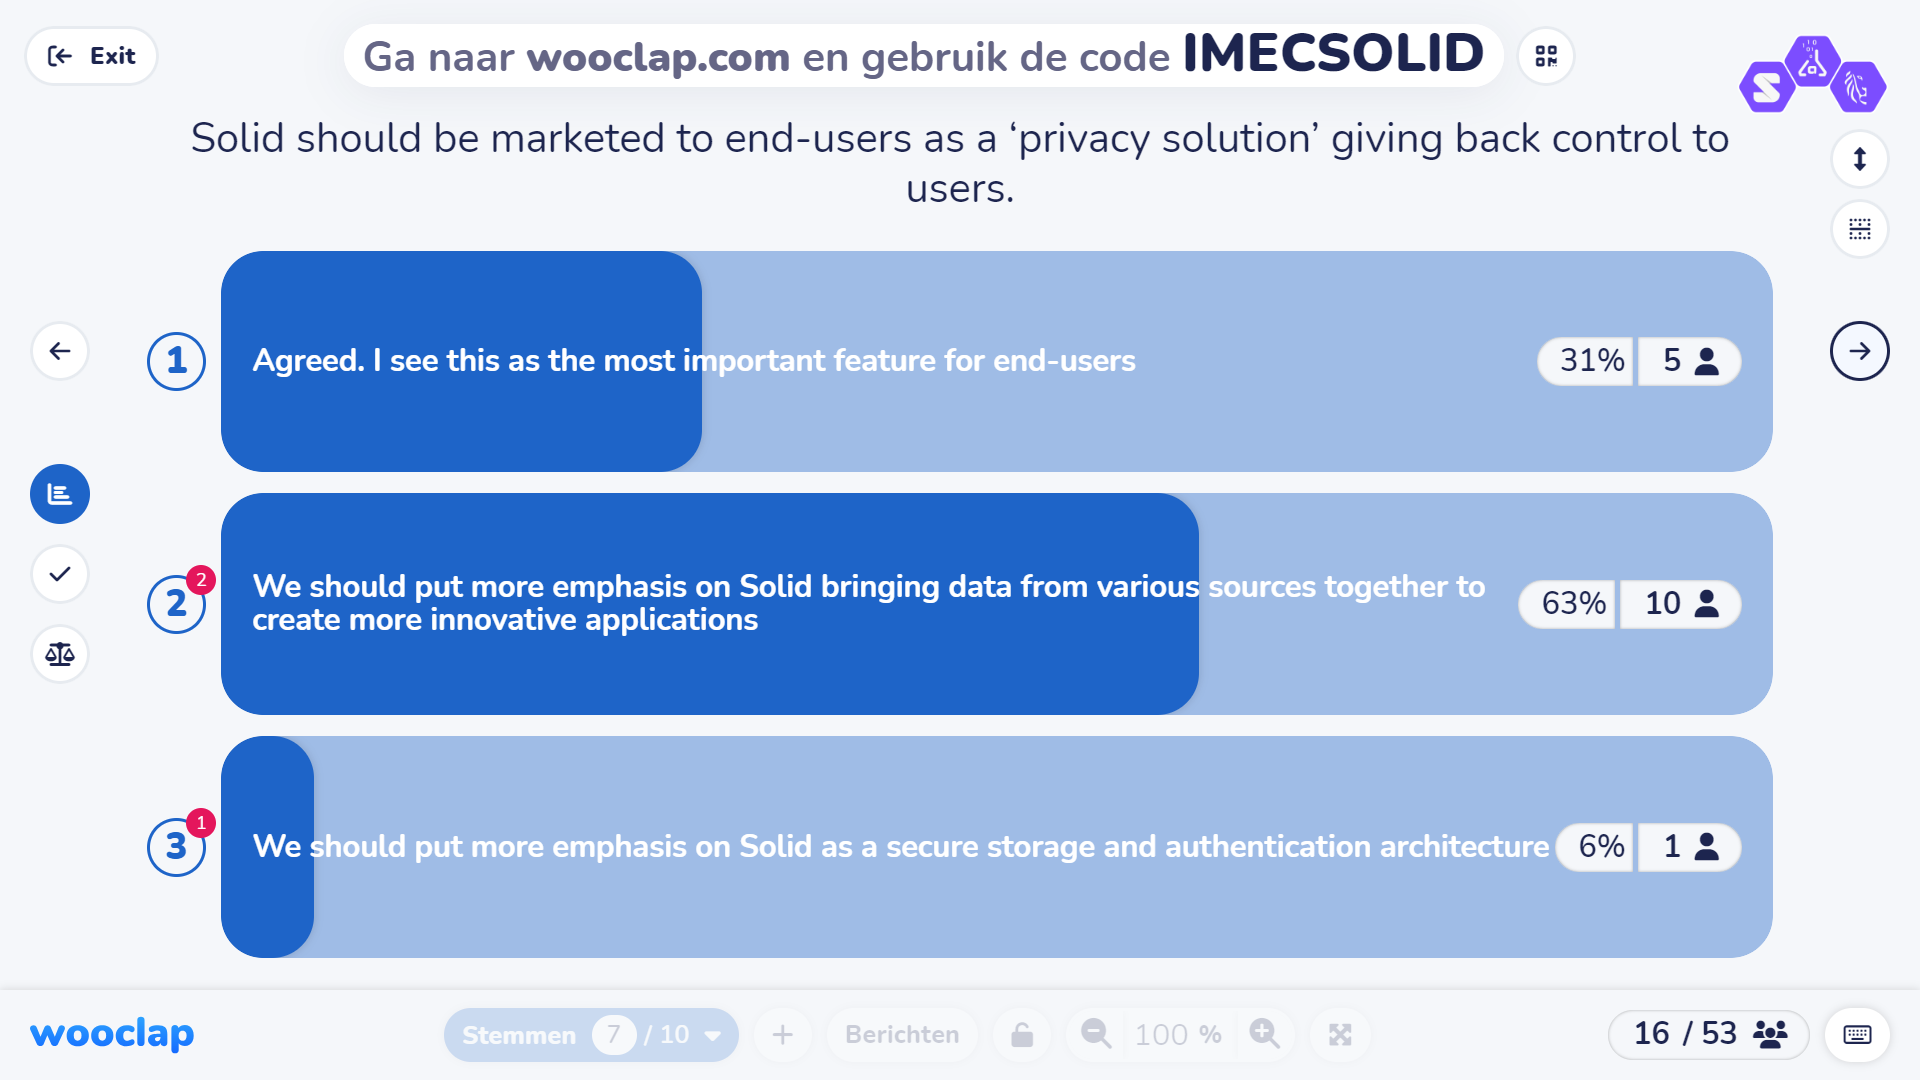 Exit
Ga naar wooclap.com en gebruik de code IMECSOLID
Solid should be marketed to end-users as a ‘privacy solution’ giving back control to
users.
1
Agreed. I see this as the most important feature for end-users
31% 5
2
2
We should put more emphasis on Solid bringing data from various sources together to
create more innovative applications
63% 10
3
1
We should put more emphasis on Solid as a secure storage and authentication architecture
6% 1
wooclap
Stemmen 7 / 10
+
Berichten
100 %
16 / 53